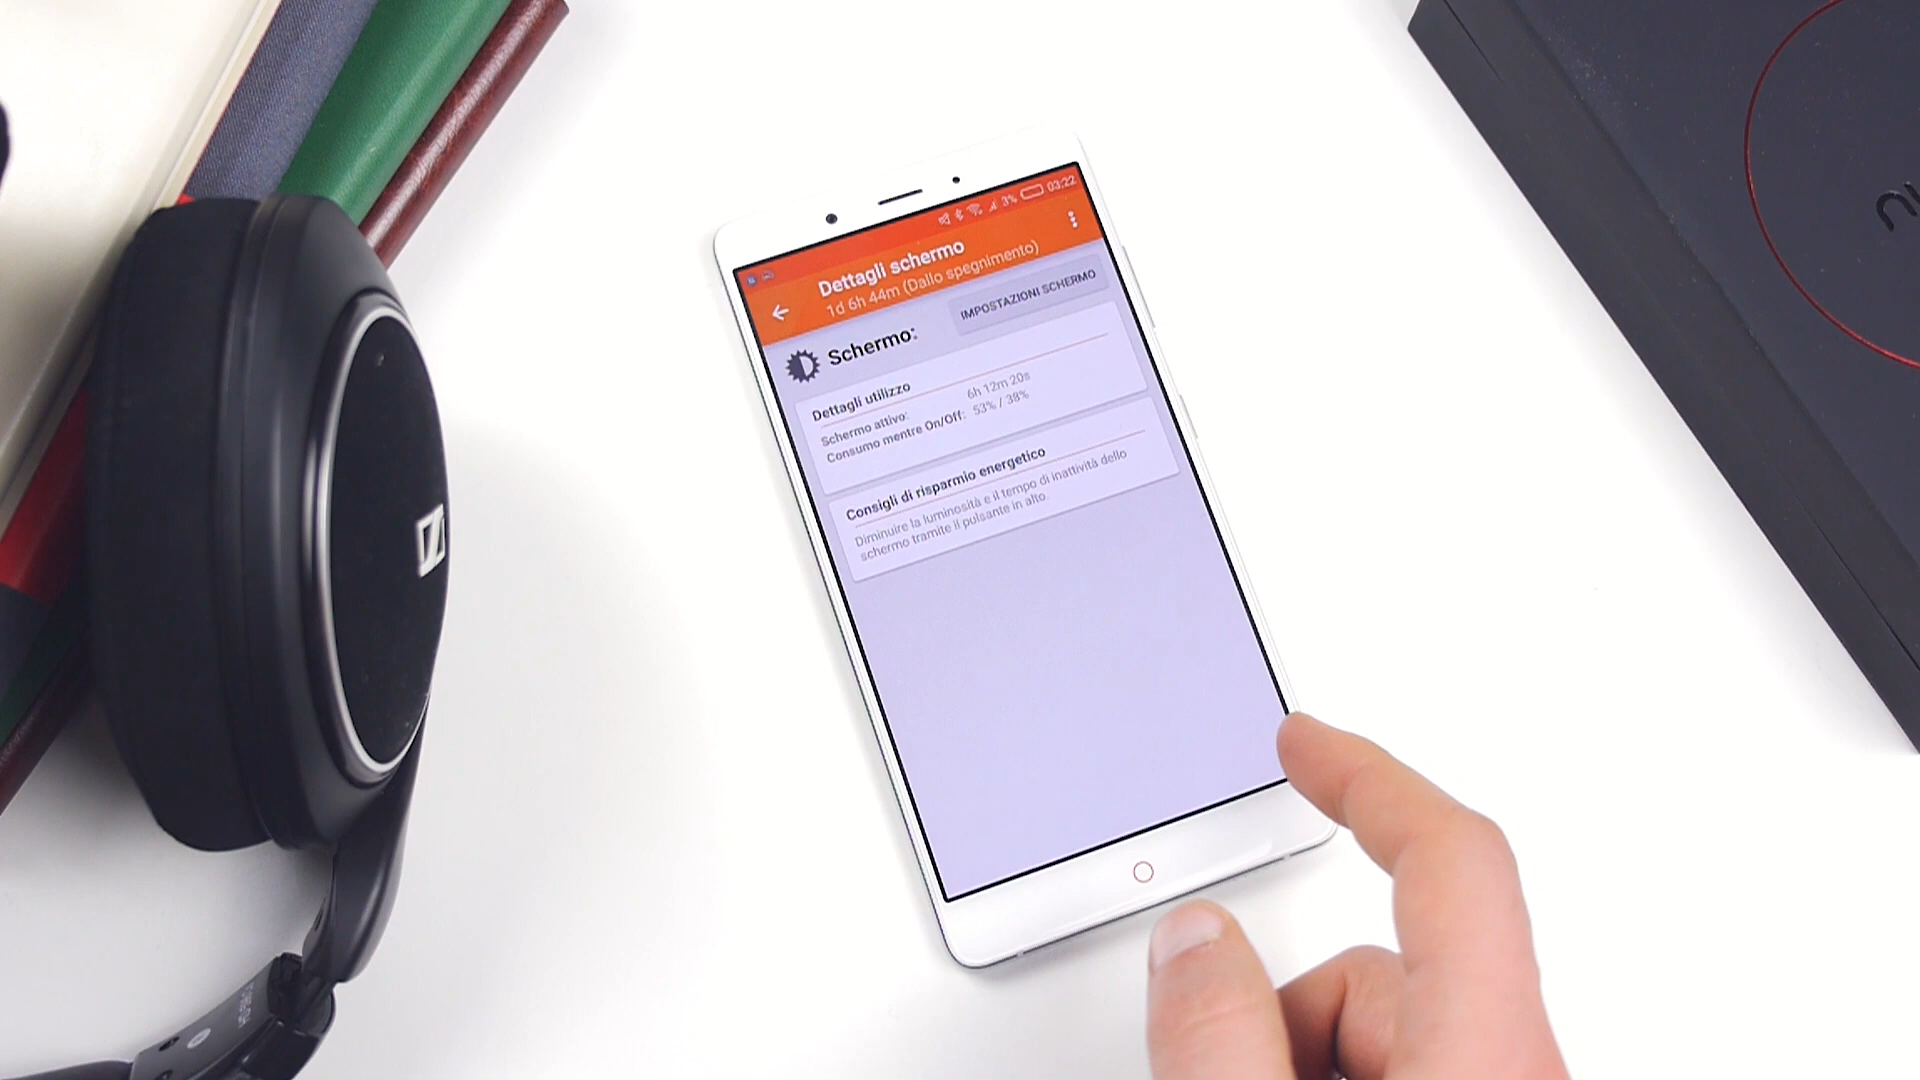 3% 03:22
Dettagli schermo
1d 6h 44m (Dallo spegnimento)
IMPOSTAZIONI SCHERMO
Schermo:
Dettagli utilizzo
Schermo attivo: 6h 12m 20s
Consumo mentre On/Off: 53% / 38%
Consigli di risparmio energetico
Diminuire la luminosità e il tempo di inattività dello
schermo tramite il pulsante in alto.
nu